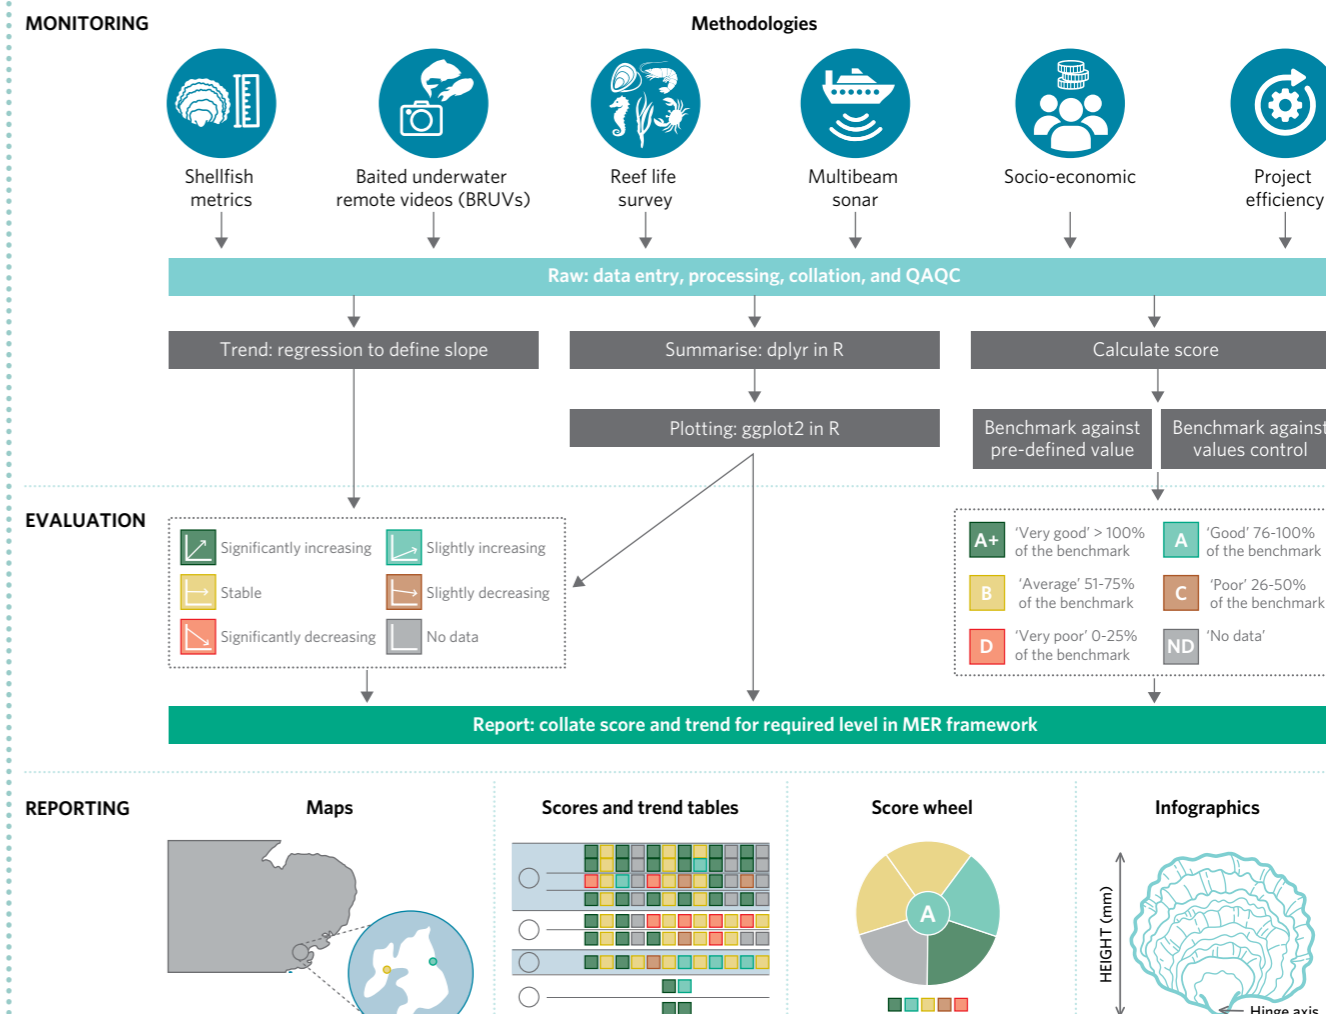 MONITORING
Methodologies
Shellfish
metrics
Baited underwater
remote videos (BRUVs)
Reef life
survey
Multibeam
sonar
Socio-economic
Project
efficiency
Raw: data entry, processing, collation, and QAQC
Trend: regression to define slope
Summarise: dplyr in R
Calculate score
Plotting: ggplot2 in R
Benchmark against
pre-defined value
Benchmark against
values control
EVALUATION
Significantly increasing
Slightly increasing
Stable
Slightly decreasing
Significantly decreasing
No data
A+
'Very good' > 100%
of the benchmark
A
'Good' 76-100%
of the benchmark
B
'Average' 51-75%
of the benchmark
C
'Poor' 26-50%
of the benchmark
D
'Very poor' 0-25%
of the benchmark
ND
'No data'
Report: collate score and trend for required level in MER framework
REPORTING
Maps
Scores and trend tables
Score wheel
Infographics
A
HEIGHT (mm)
Hinge axis